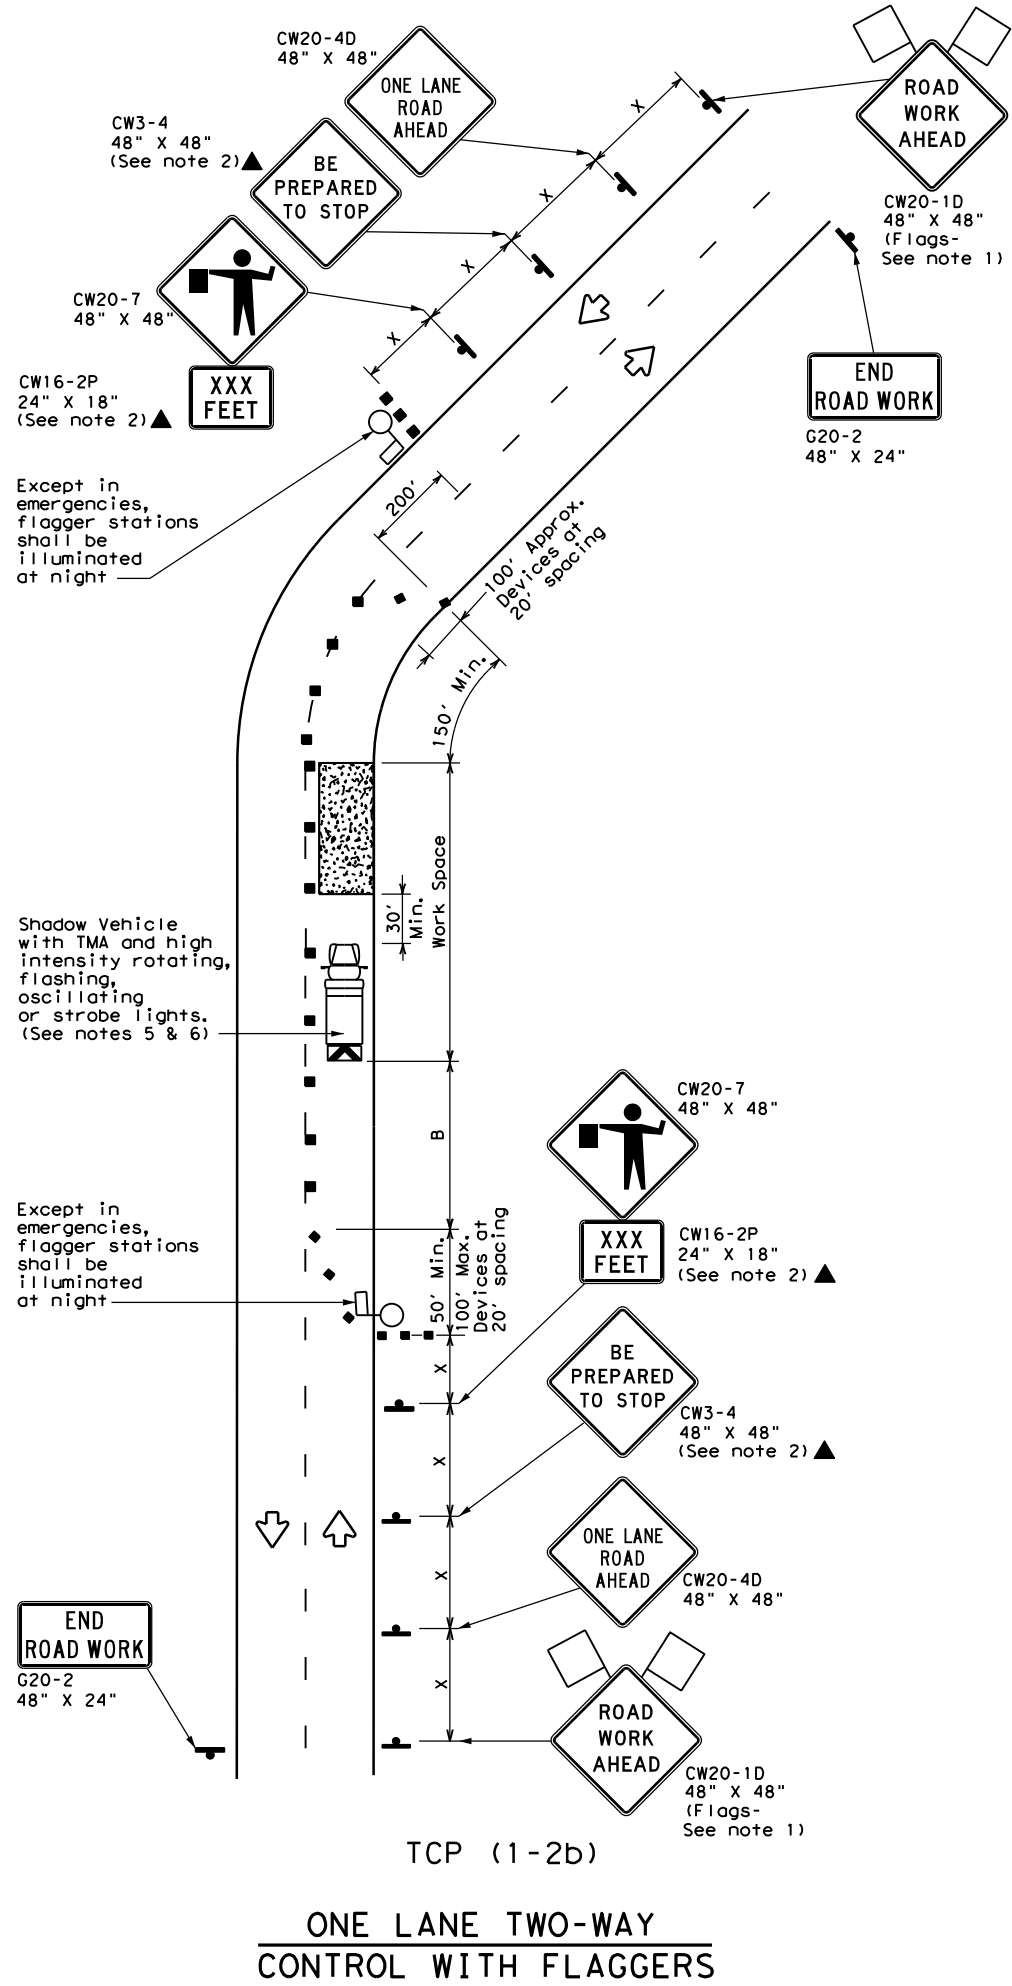 CW20-4D
48" X 48"
ONE LANE
ROAD
AHEAD
X
ROAD
WORK
AHEAD
CW20-1D
48" X 48"
(Flags-
See note 1)
CW3-4
48" X 48"
(See note 2)
BE
PREPARED
TO STOP
X
X
CW20-7
48" X 48"
X
CW16-2P
24" X 18"
(See note 2)
XXX
FEET
END
ROAD WORK
G20-2
48" X 24"
Except in
emergencies,
flagger stations
shall be
illuminated
at night
200'
100' Approx.
Devices at
20' spacing
150' Min.
Work Space
30'
Min.
Shadow Vehicle
with TMA and high
intensity rotating,
flashing,
oscillating
or strobe lights.
(See notes 5 & 6)
B
CW20-7
48" X 48"
XXX
FEET
CW16-2P
24" X 18"
(See note 2)
Except in
emergencies,
flagger stations
shall be
illuminated
at night
50' Min.
100' Max.
Devices at
20' spacing
X
BE
PREPARED
TO STOP
CW3-4
48" X 48"
(See note 2)
X
ONE LANE
ROAD
AHEAD
CW20-4D
48" X 48"
X
END
ROAD WORK
G20-2
48" X 24"
X
ROAD
WORK
AHEAD
CW20-1D
48" X 48"
(Flags-
See note 1)
TCP (1-2b)
ONE LANE TWO-WAY
CONTROL WITH FLAGGERS